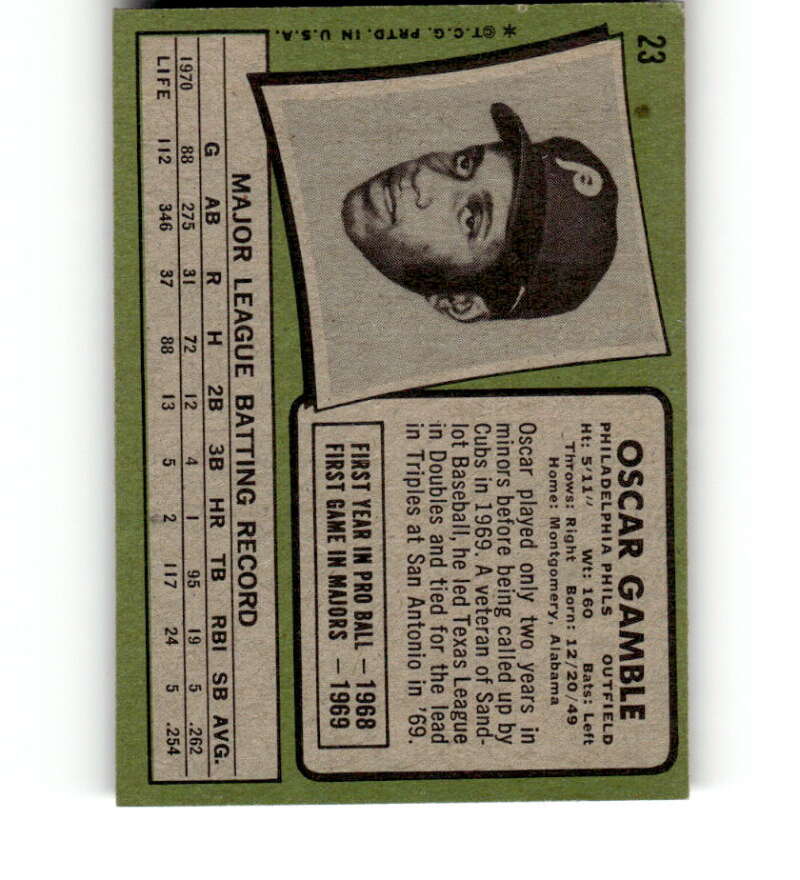 23
*©T.C.G. PRTD. IN U.S.A.
P
OSCAR GAMBLE
PHILADELPHIA PHILS OUTFIELD
Ht: 5'11" Wt: 160 Bats: Left
Throws: Right Born: 12/20/49
Home: Montgomery, Alabama
Oscar played only two years in
minors before being called up by
Cubs in 1969. A veteran of Sand-
lot Baseball, he led Texas League
in Doubles and tied for the lead
in Triples at San Antonio in '69.
FIRST YEAR IN PRO BALL — 1968
FIRST GAME IN MAJORS — 1969
MAJOR LEAGUE BATTING RECORD
G AB R H 2B 3B HR TB RBI SB AVG.
1970 88 275 31 72 12 4 1 95 19 5 .262
LIFE 112 346 37 88 13 5 2 117 24 5 .254